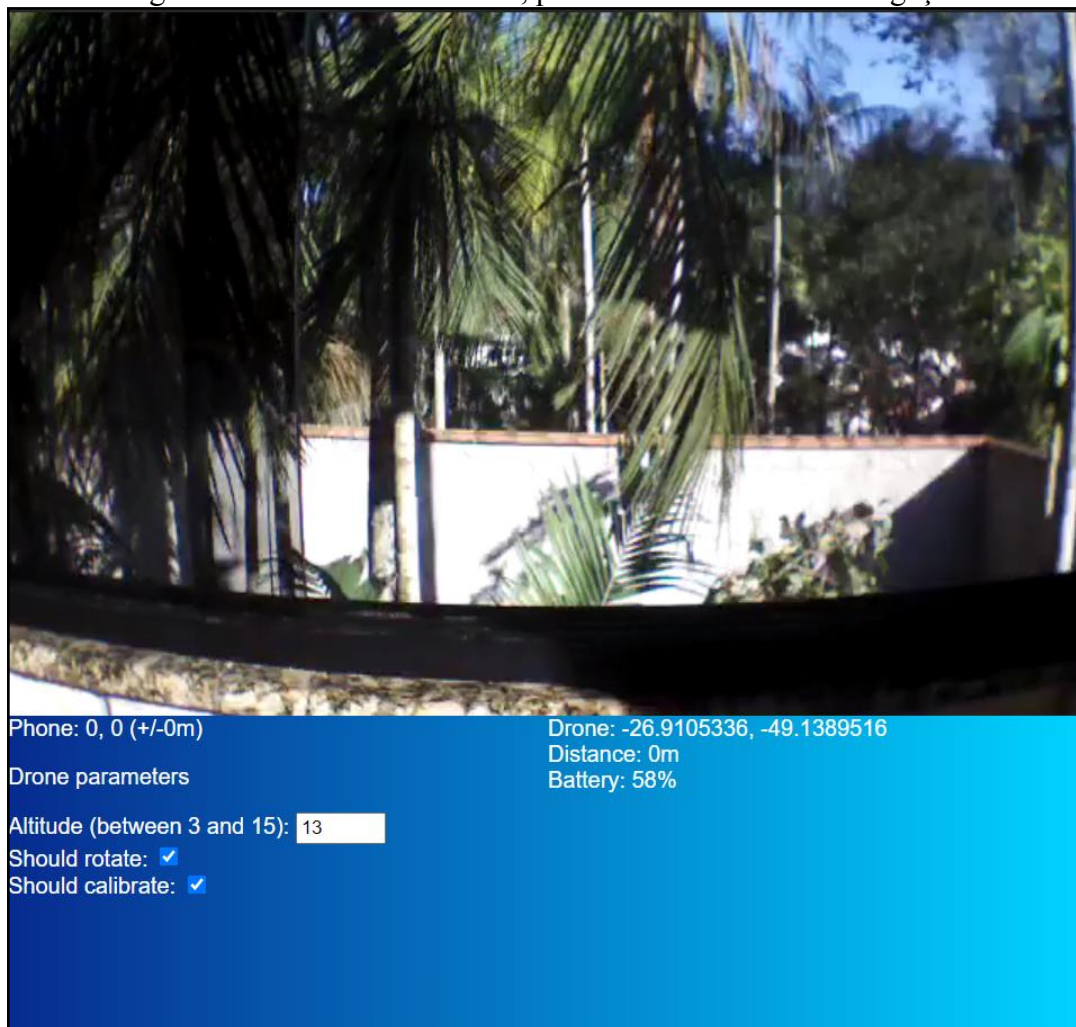 Phone: 0, 0 (+/-0m)
Drone parameters
Altitude (between 3 and 15): 13
Should rotate:
Should calibrate:
Drone: -26.9105336, -49.1389516
Distance: 0m
Battery: 58%